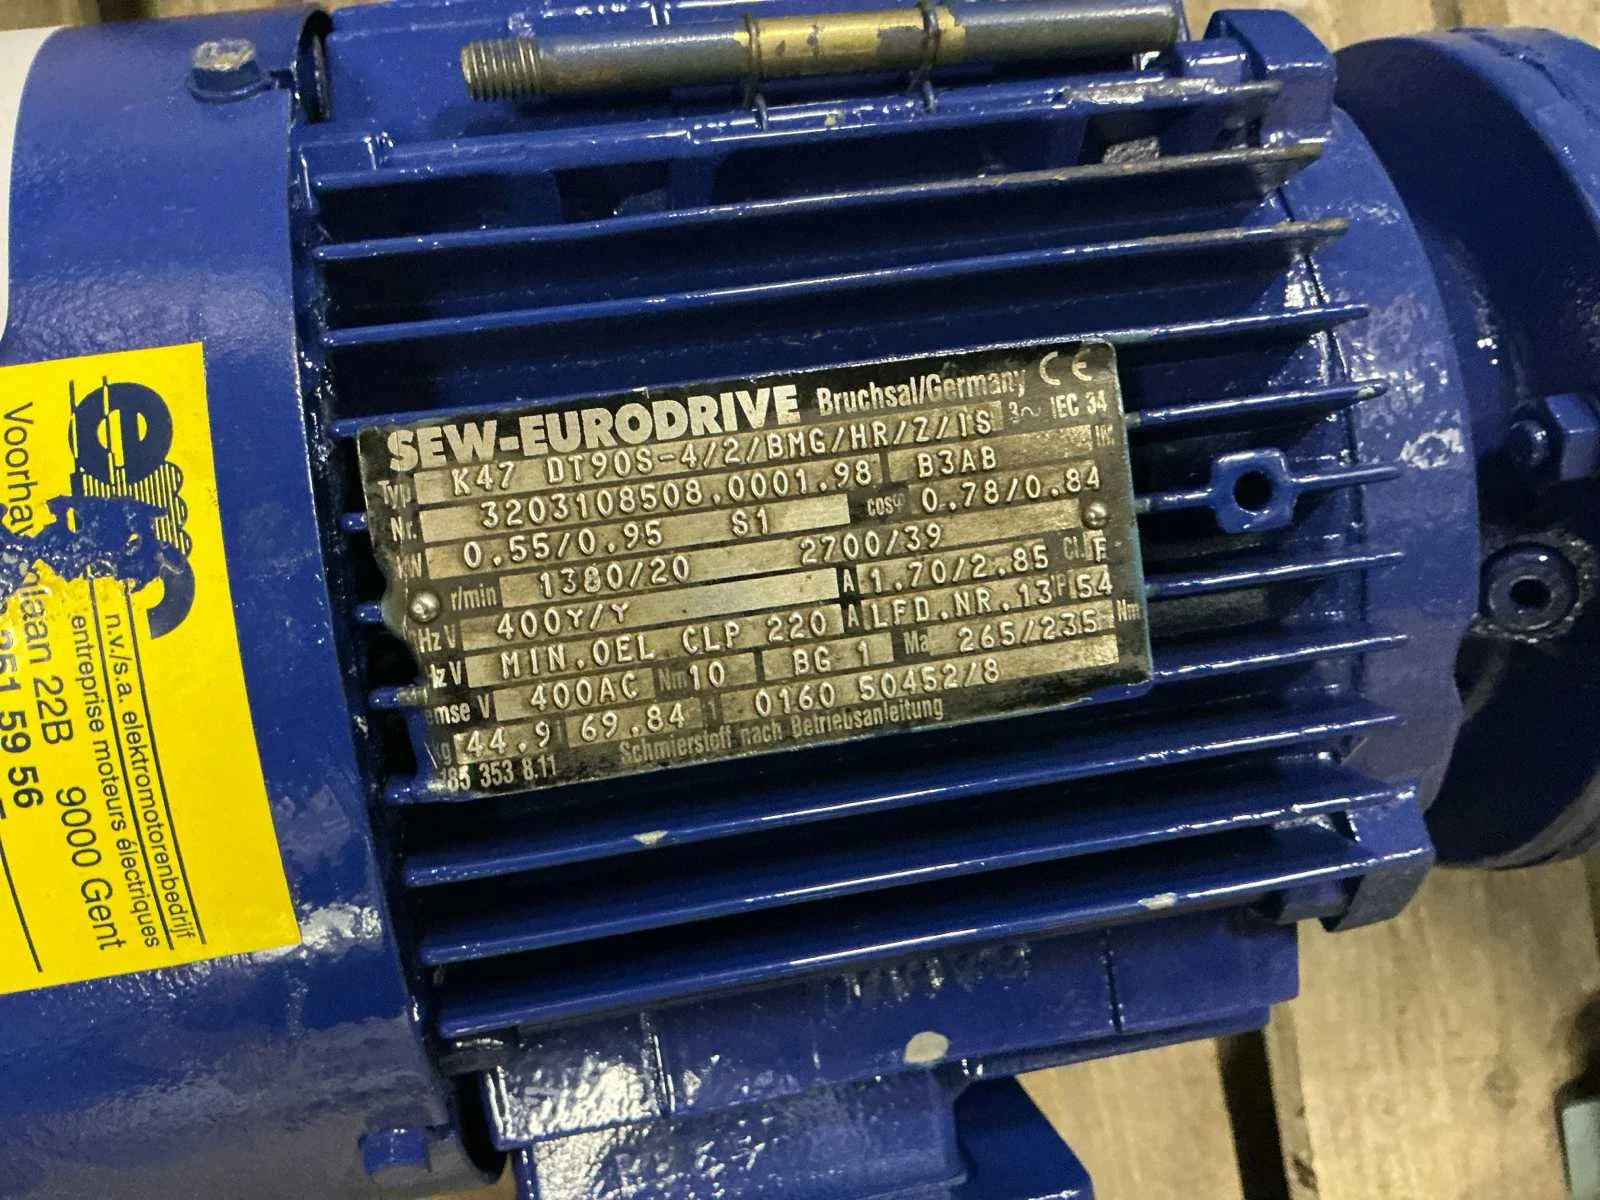 SEW-EURODRIVE Bruchsal/Germany CE
Typ K47 DT90S-4/2/BMG/HR/Z/IS 3~ IEC 34
Nr. 3203108508.0001.98 B3AB
kW 0.55/0.95 S1 cosφ 0.78/0.84
r/min 1380/20 2700/39
Hz V 400Y/Y A 1.70/2.85 Cl. F
Hz V MIN.OEL CLP 220 A LFD.NR.13 IP 54
emse V 400AC Nm 10 BG 1 Ma 265/235 Nm
kg 44.9 i 69.84 0160 50452/8
185 353 8.11 Schmierstoff nach Betriebsanleitung
em
n.v./s.a. elektromotorenbedrijf
entreprise moteurs électriques
laan 22B 9000 Gent
251 59 56